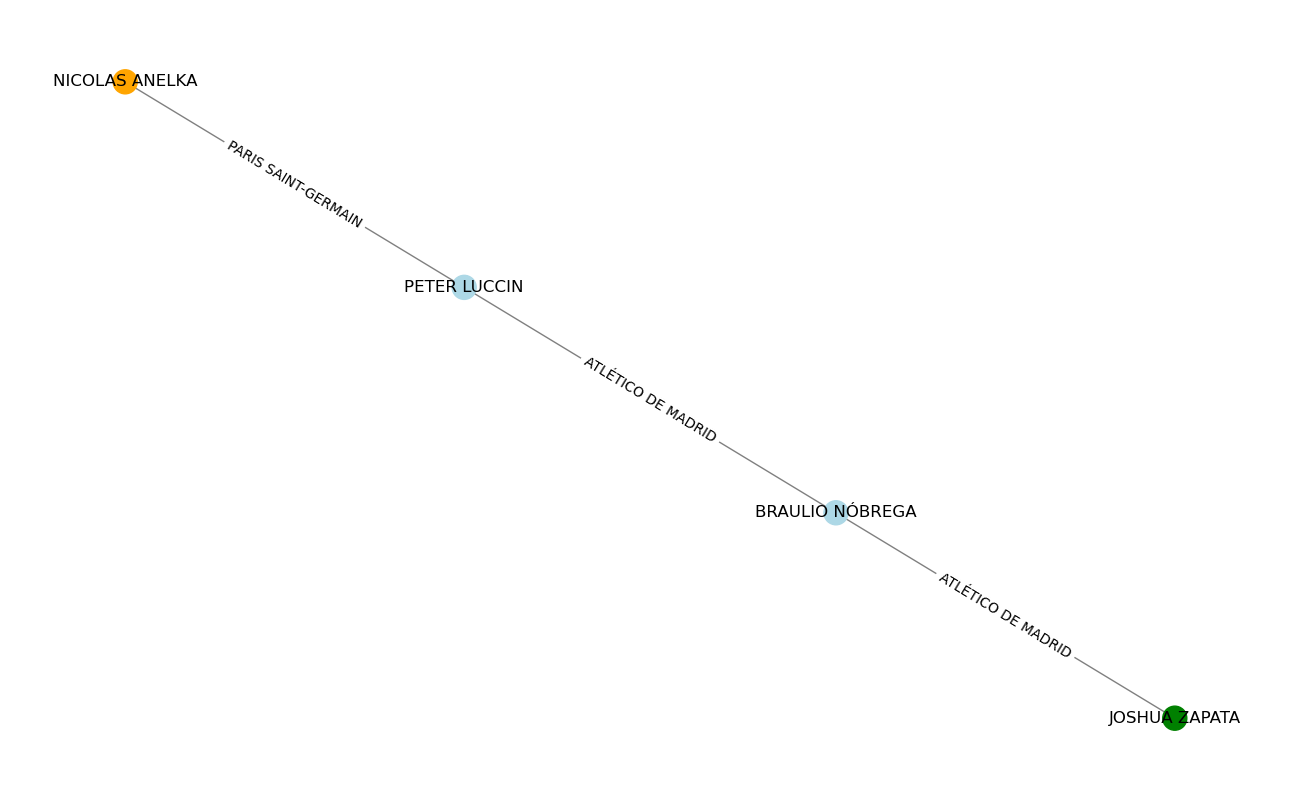 NICOLAS ANELKA
PARIS SAINT-GERMAIN
PETER LUCCIN
ATLÉTICO DE MADRID
BRAULIO NÓBREGA
ATLÉTICO DE MADRID
JOSHUA ZAPATA